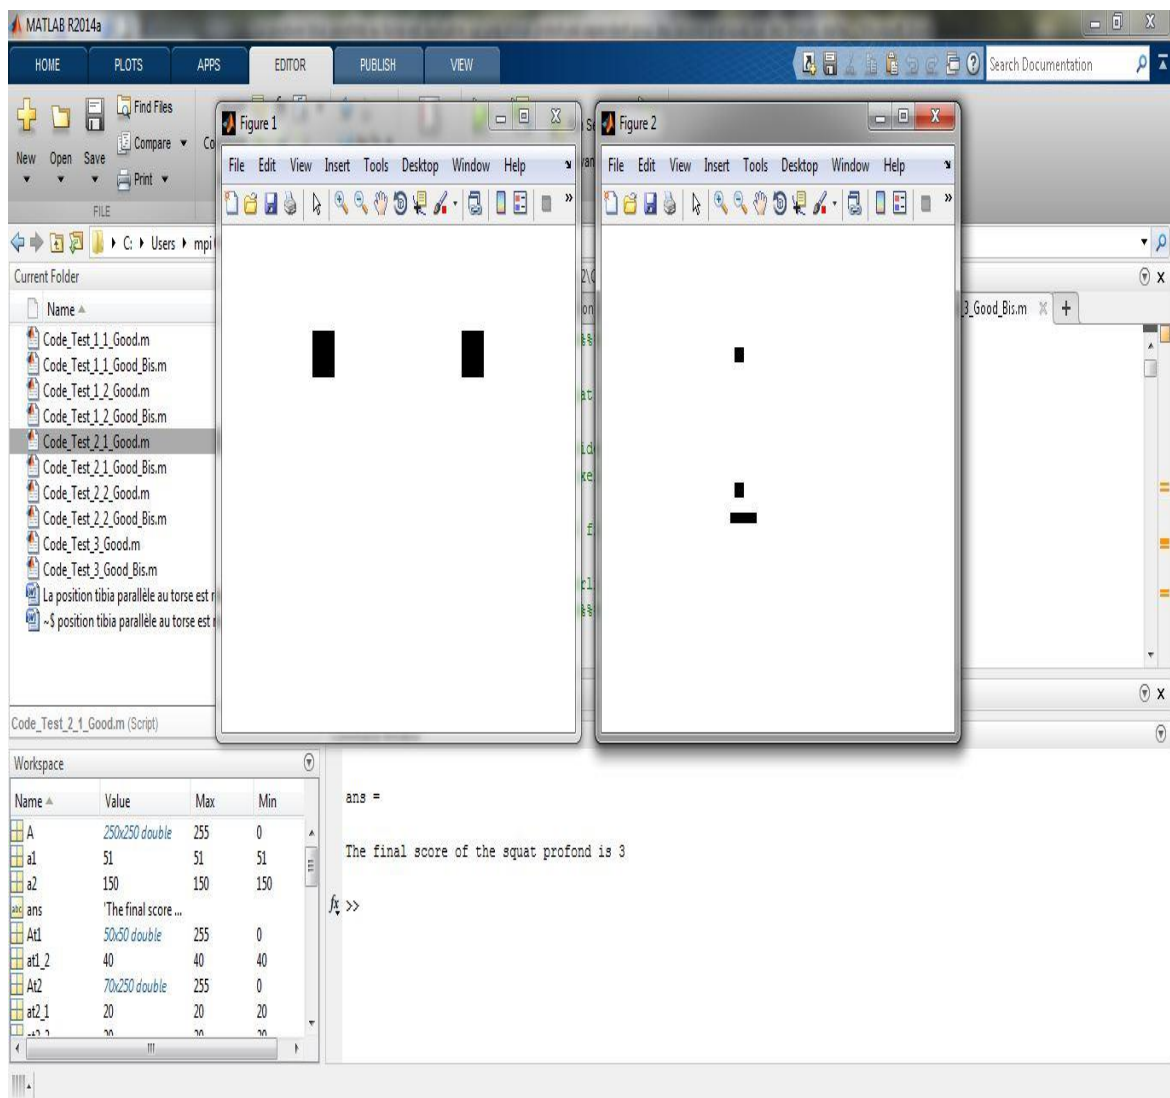 MATLAB R2014a
HOME PLOTS APPS EDITOR PUBLISH VIEW
Search Documentation
New Open Save
Find Files
Compare
Print
FILE
Figure 1
File Edit View Insert Tools Desktop Window Help
Figure 2
File Edit View Insert Tools Desktop Window Help
C: Users mpi
Current Folder
Name
Code_Test_1_1_Good.m
Code_Test_1_1_Good_Bis.m
Code_Test_1_2_Good.m
Code_Test_1_2_Good_Bis.m
Code_Test_2_1_Good.m
Code_Test_2_1_Good_Bis.m
Code_Test_2_2_Good.m
Code_Test_2_2_Good_Bis.m
Code_Test_3_Good.m
Code_Test_3_Good_Bis.m
La position tibia parallèle au torse est
~$ position tibia parallèle au torse est
_3_Good_Bis.m
Code_Test_2_1_Good.m (Script)
Workspace
Name Value Max Min
A 250x250 double 255 0
a1 51 51 51
a2 150 150 150
ans 'The final score ...
At1 50x50 double 255 0
at1_2 40 40 40
At2 70x250 double 255 0
at2_1 20 20 20
ans =
The final score of the squat profond is 3
fx >>